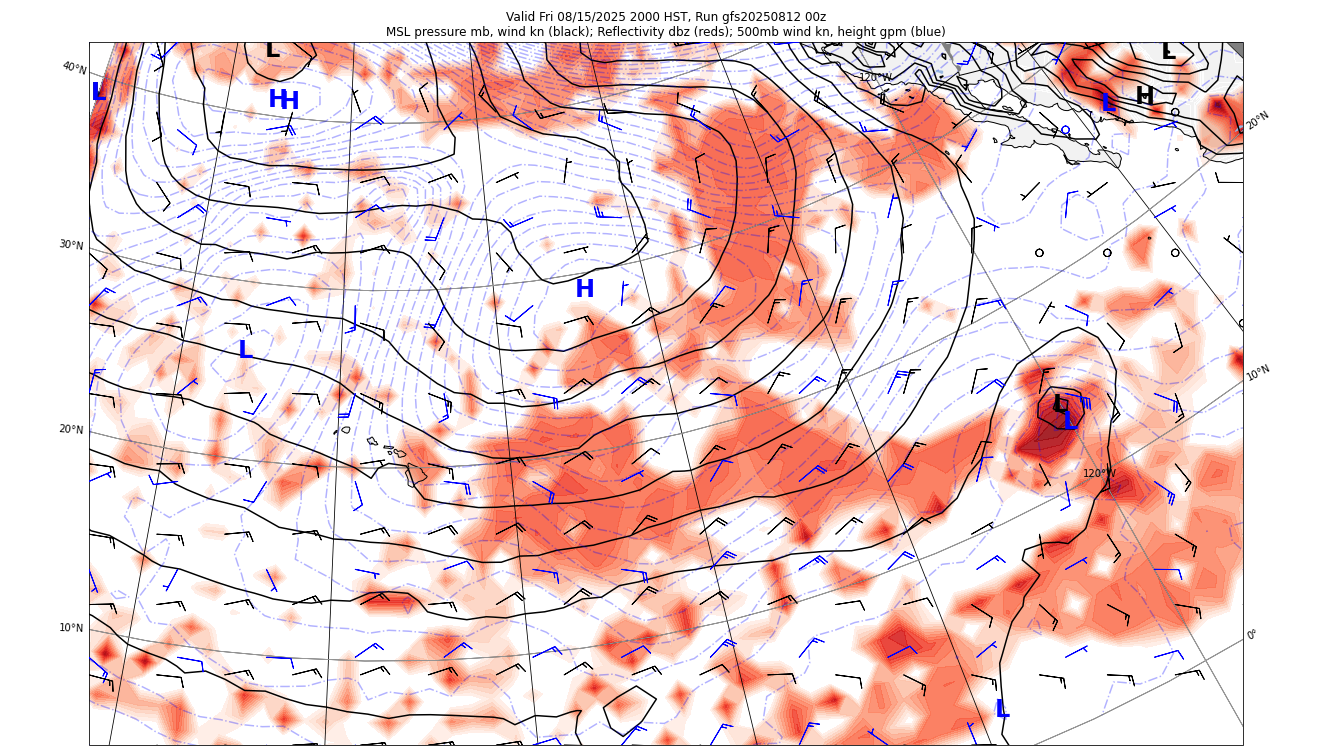 Valid Fri 08/15/2025 2000 HST, Run gfs20250812 00z
MSL pressure mb, wind kn (black); Reflectivity dbz (reds); 500mb wind kn, height gpm (blue)
L
L
40°N
120°W
L
H
H
H
L
20°N
30°N
H
L
10°N
L
L
20°N
120°W
10°N
0°
L